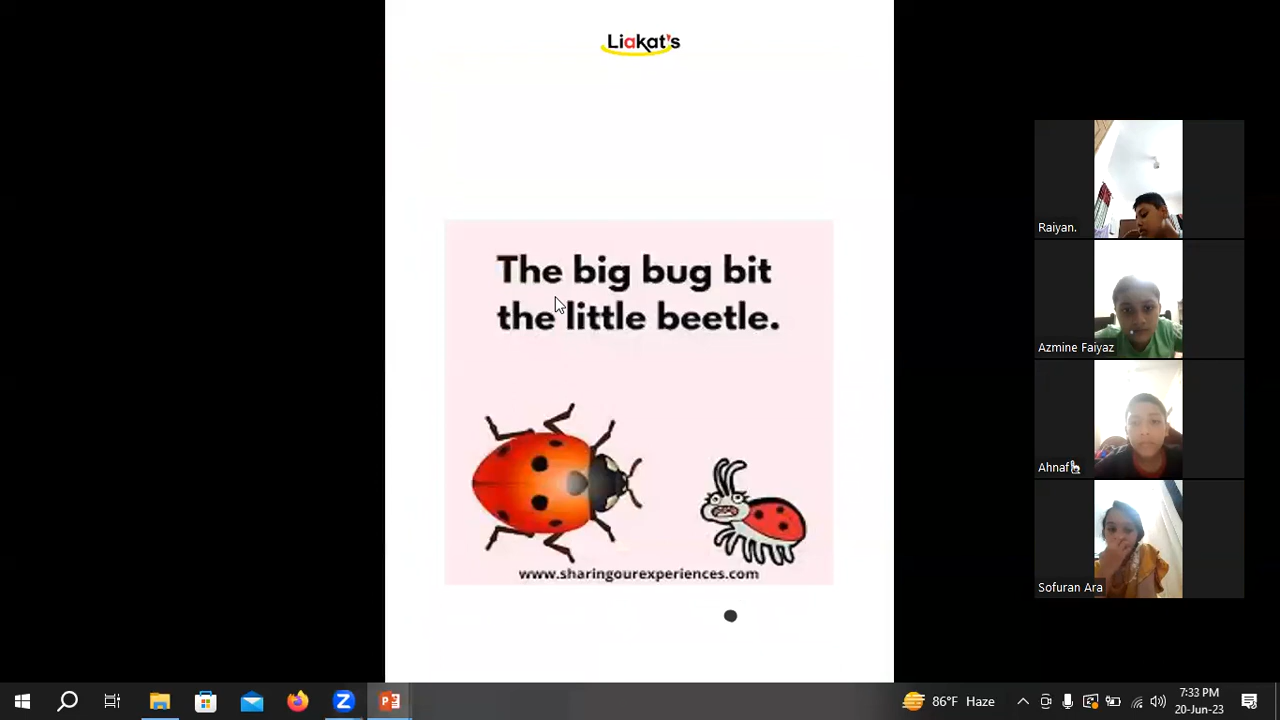 Liakat's
The big bug bit
the little beetle.
www.sharingourexperiences.com
Raiyan.
Azmine Faiyaz
Ahnaf
Sofuran Ara
86°F Haze
7:33 PM
20-Jun-23